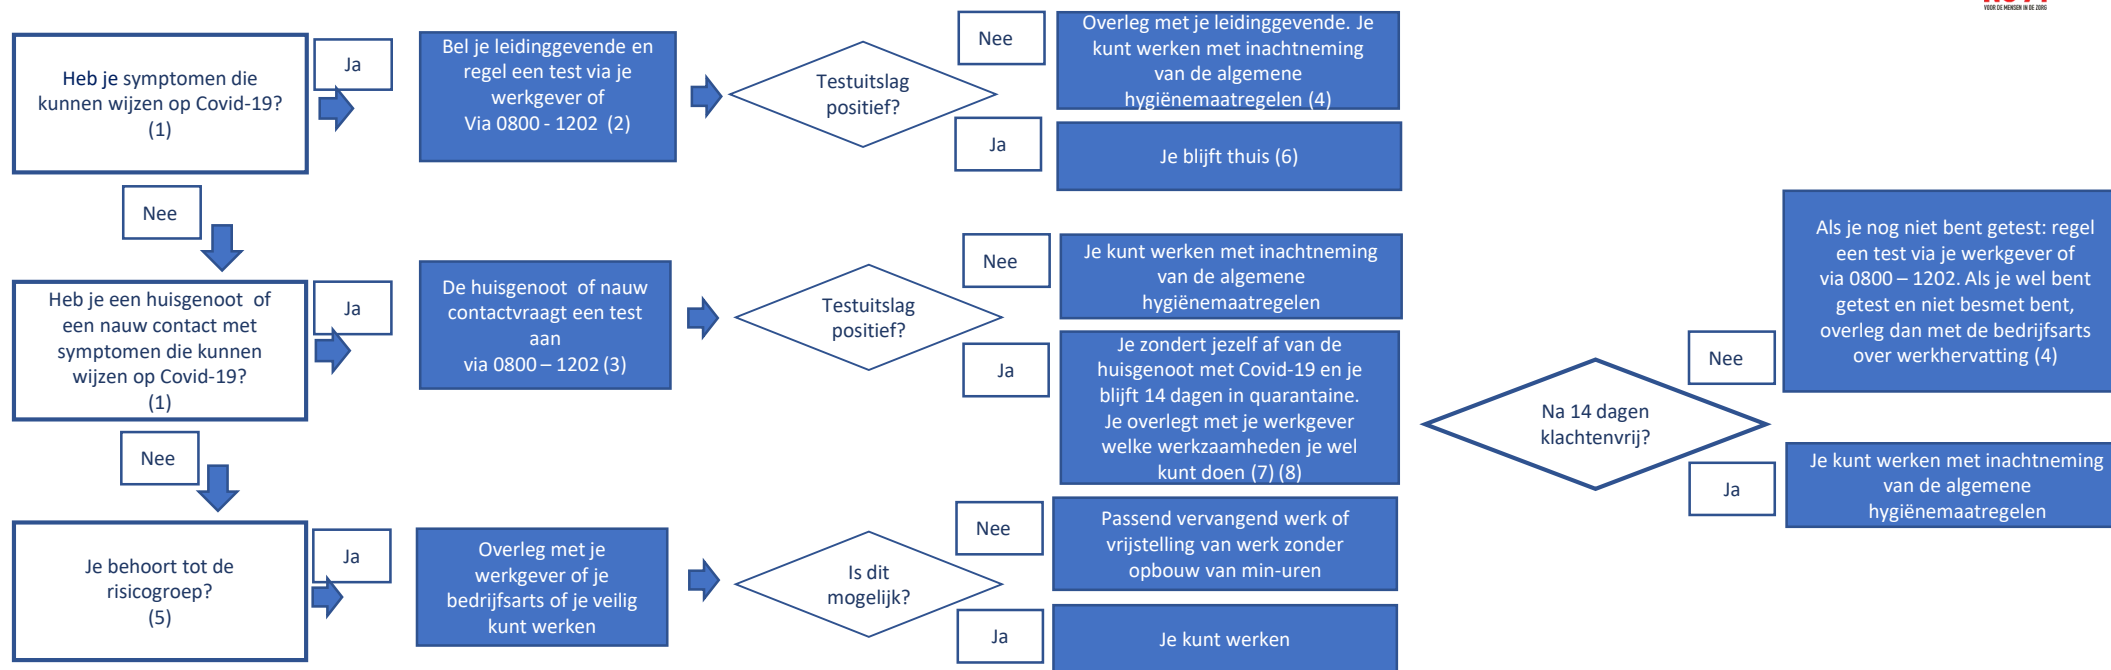 VOOR DE MENSEN IN DE ZORG
Heb je symptomen die
kunnen wijzen op Covid-19?
(1)
Ja
Bel je leidinggevende en
regel een test via je
werkgever of
Via 0800 - 1202 (2)
Testuitslag
positief?
Nee
Overleg met je leidinggevende. Je
kunt werken met inachtneming
van de algemene
hygiënemaatregelen (4)
Ja
Je blijft thuis (6)
Nee
Heb je een huisgenoot of
een nauw contact met
symptomen die kunnen
wijzen op Covid-19?
(1)
Ja
De huisgenoot of nauw
contactvraagt een test
aan
via 0800 – 1202 (3)
Testuitslag
positief?
Nee
Je kunt werken met inachtneming
van de algemene
hygiënemaatregelen
Ja
Je zondert jezelf af van de
huisgenoot met Covid-19 en je
blijft 14 dagen in quarantaine.
Je overlegt met je werkgever
welke werkzaamheden je wel
kunt doen (7) (8)
Na 14 dagen
klachtenvrij?
Nee
Als je nog niet bent getest: regel
een test via je werkgever of
via 0800 – 1202. Als je wel bent
getest en niet besmet bent,
overleg dan met de bedrijfsarts
over werkhervatting (4)
Ja
Je kunt werken met inachtneming
van de algemene
hygiënemaatregelen
Nee
Je behoort tot de
risicogroep?
(5)
Ja
Overleg met je
werkgever of je
bedrijfsarts of je veilig
kunt werken
Is dit
mogelijk?
Nee
Passend vervangend werk of
vrijstelling van werk zonder
opbouw van min-uren
Ja
Je kunt werken